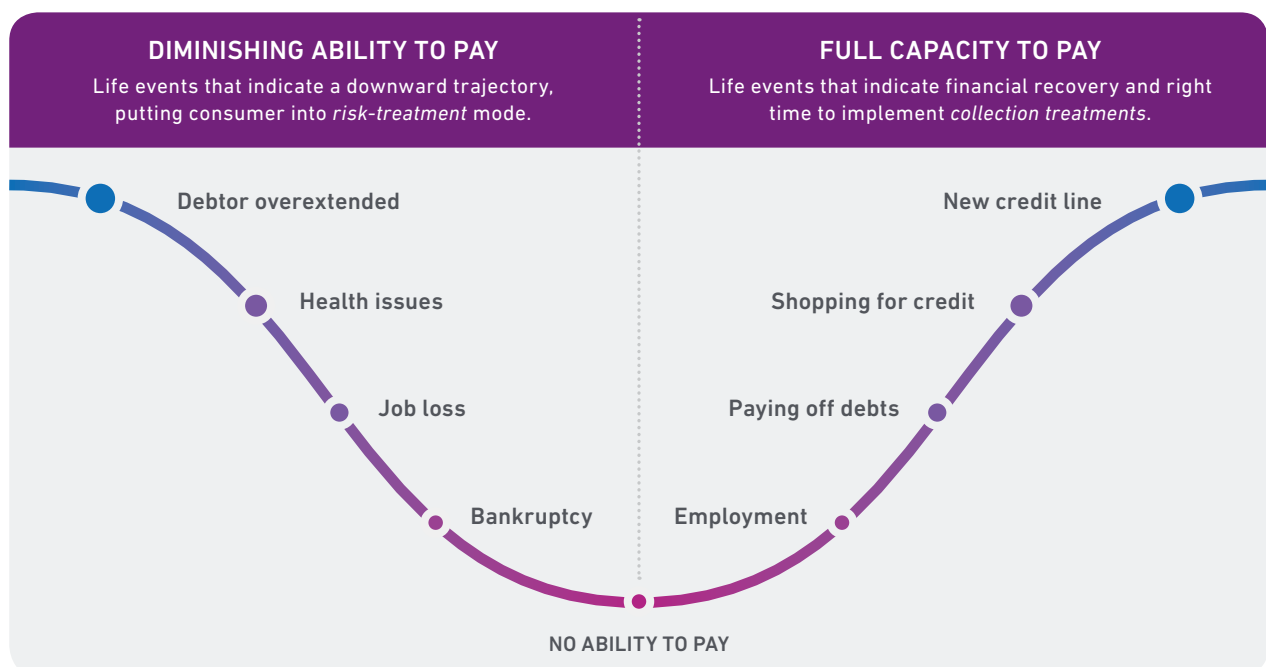 DIMINISHING ABILITY TO PAY
Life events that indicate a downward trajectory,
putting consumer into risk-treatment mode.
FULL CAPACITY TO PAY
Life events that indicate financial recovery and right
time to implement collection treatments.
Debtor overextended
Health issues
Job loss
Bankruptcy
New credit line
Shopping for credit
Paying off debts
Employment
NO ABILITY TO PAY